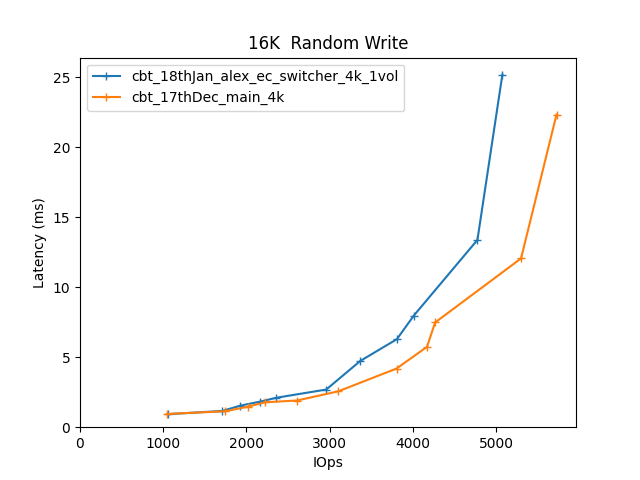 16K  Random Write
cbt_18thJan_alex_ec_switcher_4k_1vol
cbt_17thDec_main_4k
25
20
15
10
5
0
Latency (ms)
0 1000 2000 3000 4000 5000
IOps